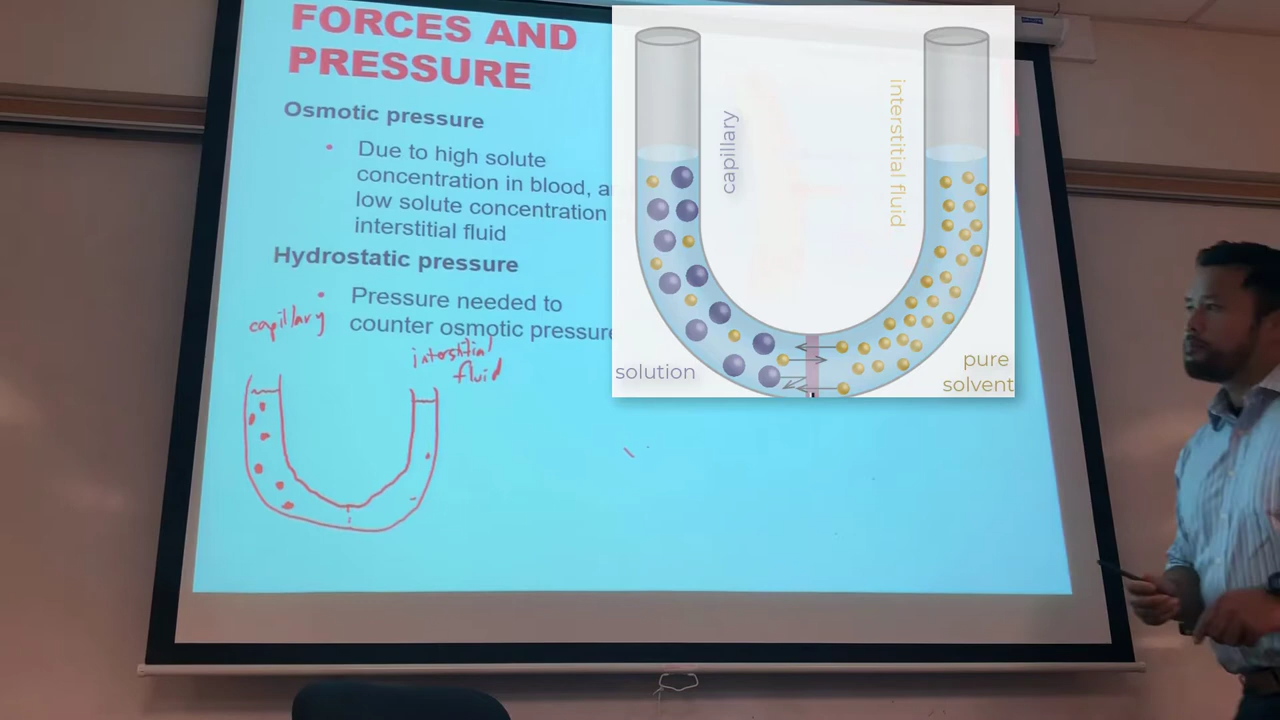 FORCES AND
PRESSURE
Osmotic pressure
• Due to high solute
concentration in blood, a
low solute concentration
interstitial fluid
Hydrostatic pressure
• Pressure needed to
counter osmotic pressure
capillary
interstitial
fluid
capillary
interstitial fluid
solution
pure
solvent